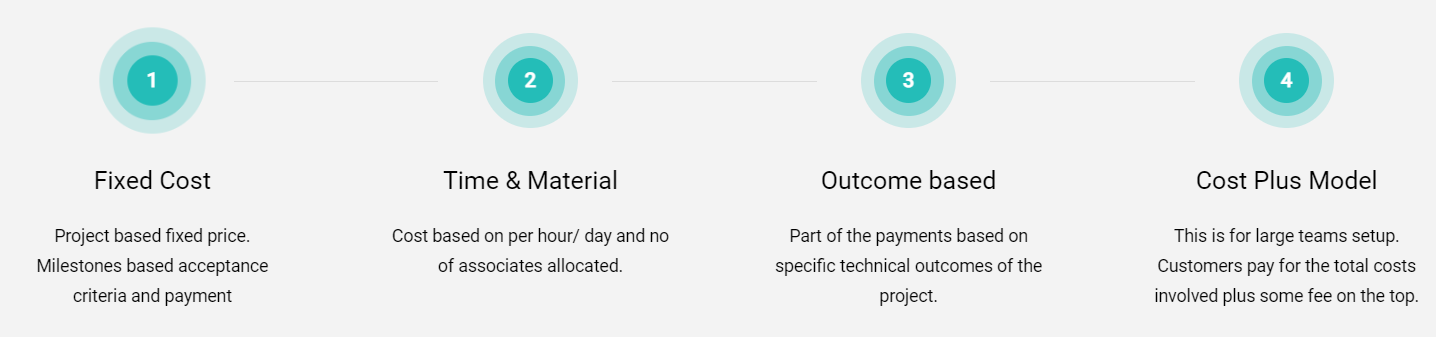 1
2
3
4
Fixed Cost
Project based fixed price.
Milestones based acceptance
criteria and payment
Time & Material
Cost based on per hour/ day and no
of associates allocated.
Outcome based
Part of the payments based on
specific technical outcomes of the
project.
Cost Plus Model
This is for large teams setup.
Customers pay for the total costs
involved plus some fee on the top.